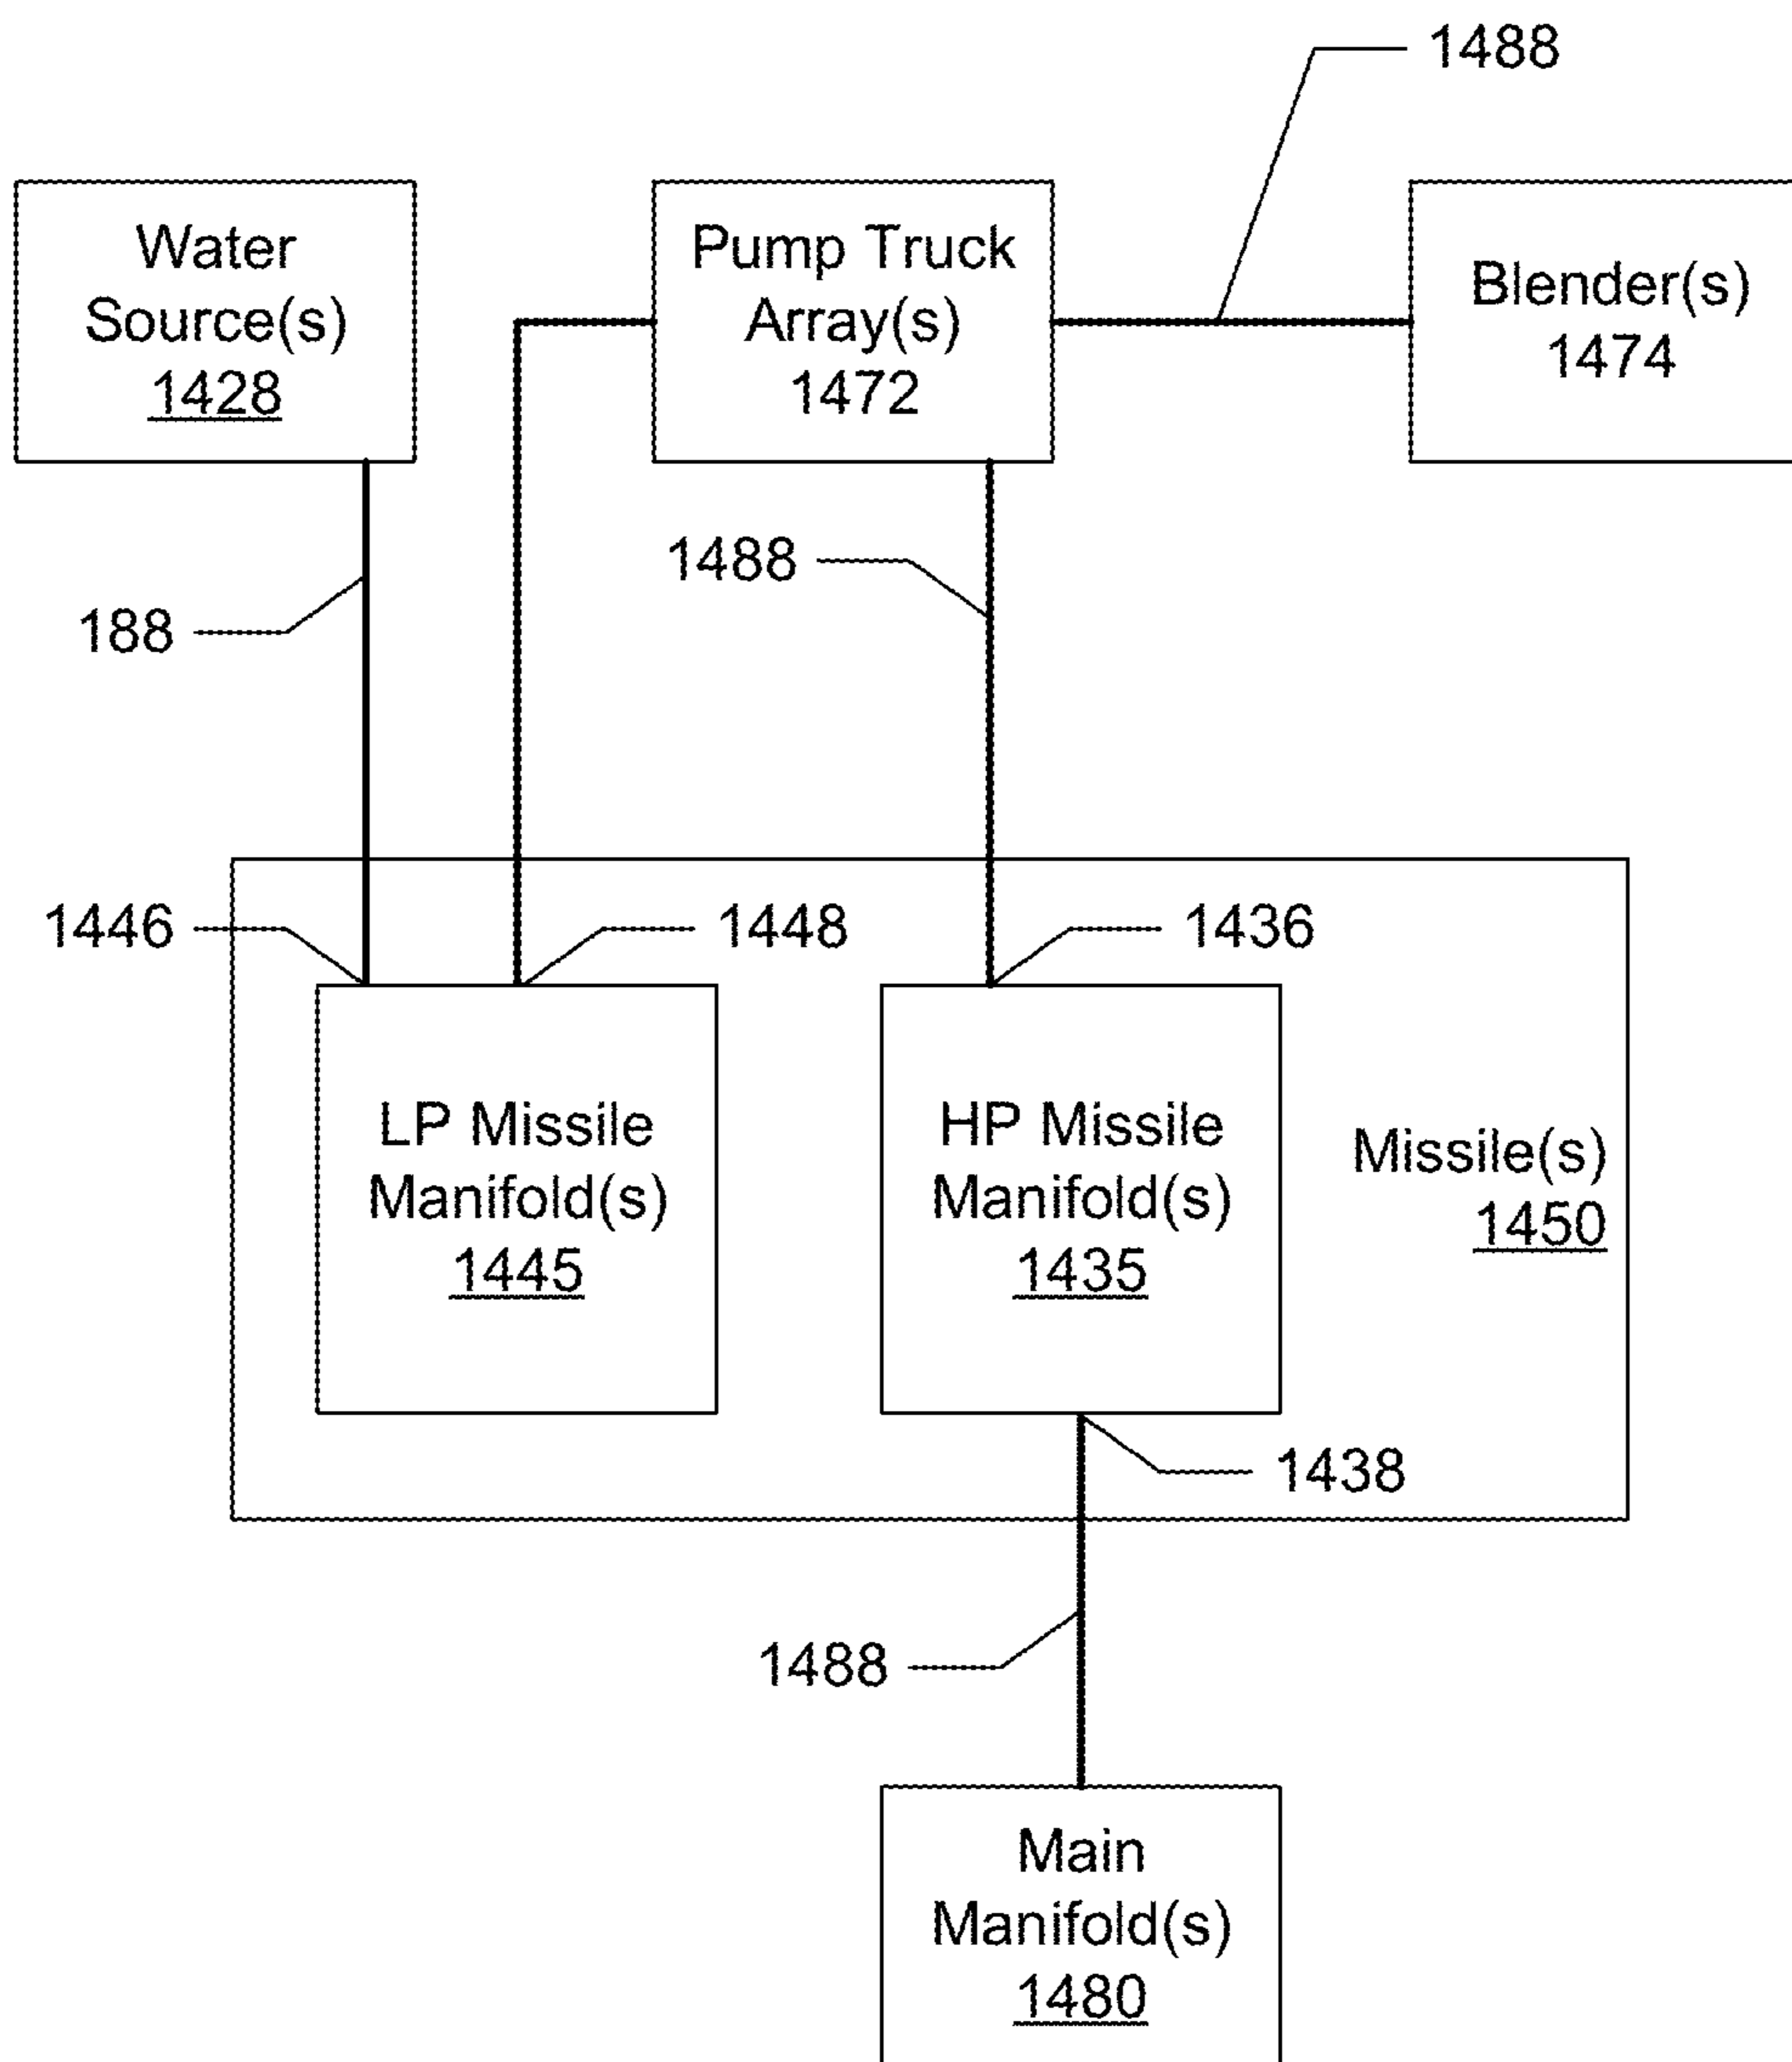 1488
Water
Source(s)
1428
Pump Truck
Array(s)
1472
Blender(s)
1474
1488
188
1446
1448
1436
LP Missile
Manifold(s)
1445
HP Missile
Manifold(s)
1435
Missile(s)
1450
1438
1488
Main
Manifold(s)
1480